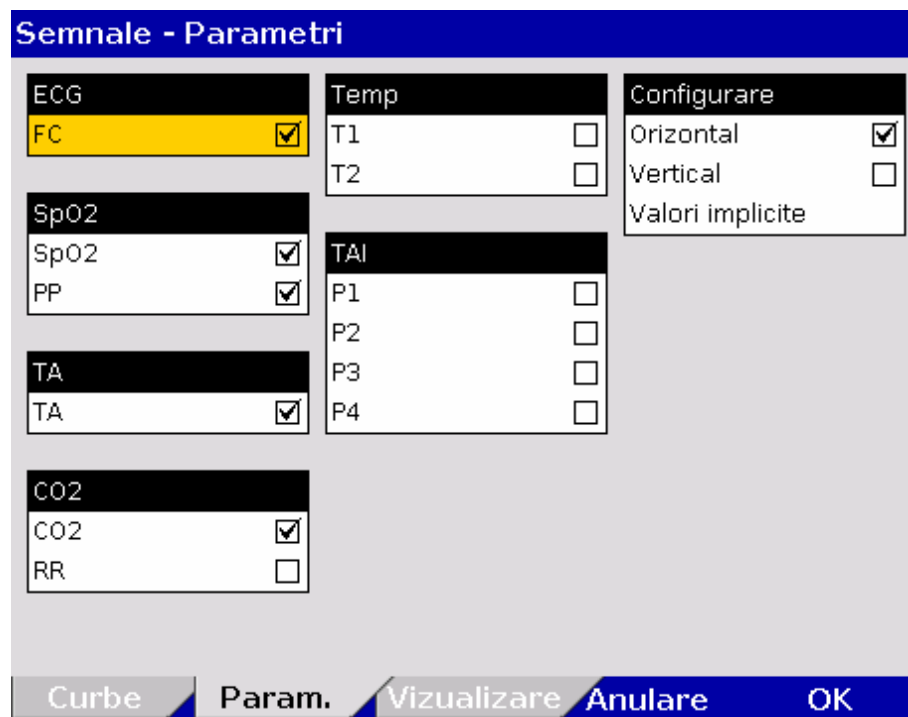 Semnale - Parametri
ECG
FC
SpO2
SpO2
PP
TA
TA
CO2
CO2
RR
Temp
T1
T2
TAI
P1
P2
P3
P4
Configurare
Orizontal
Vertical
Valori implicite
Curbe
Param.
Vizualizare
Anulare
OK